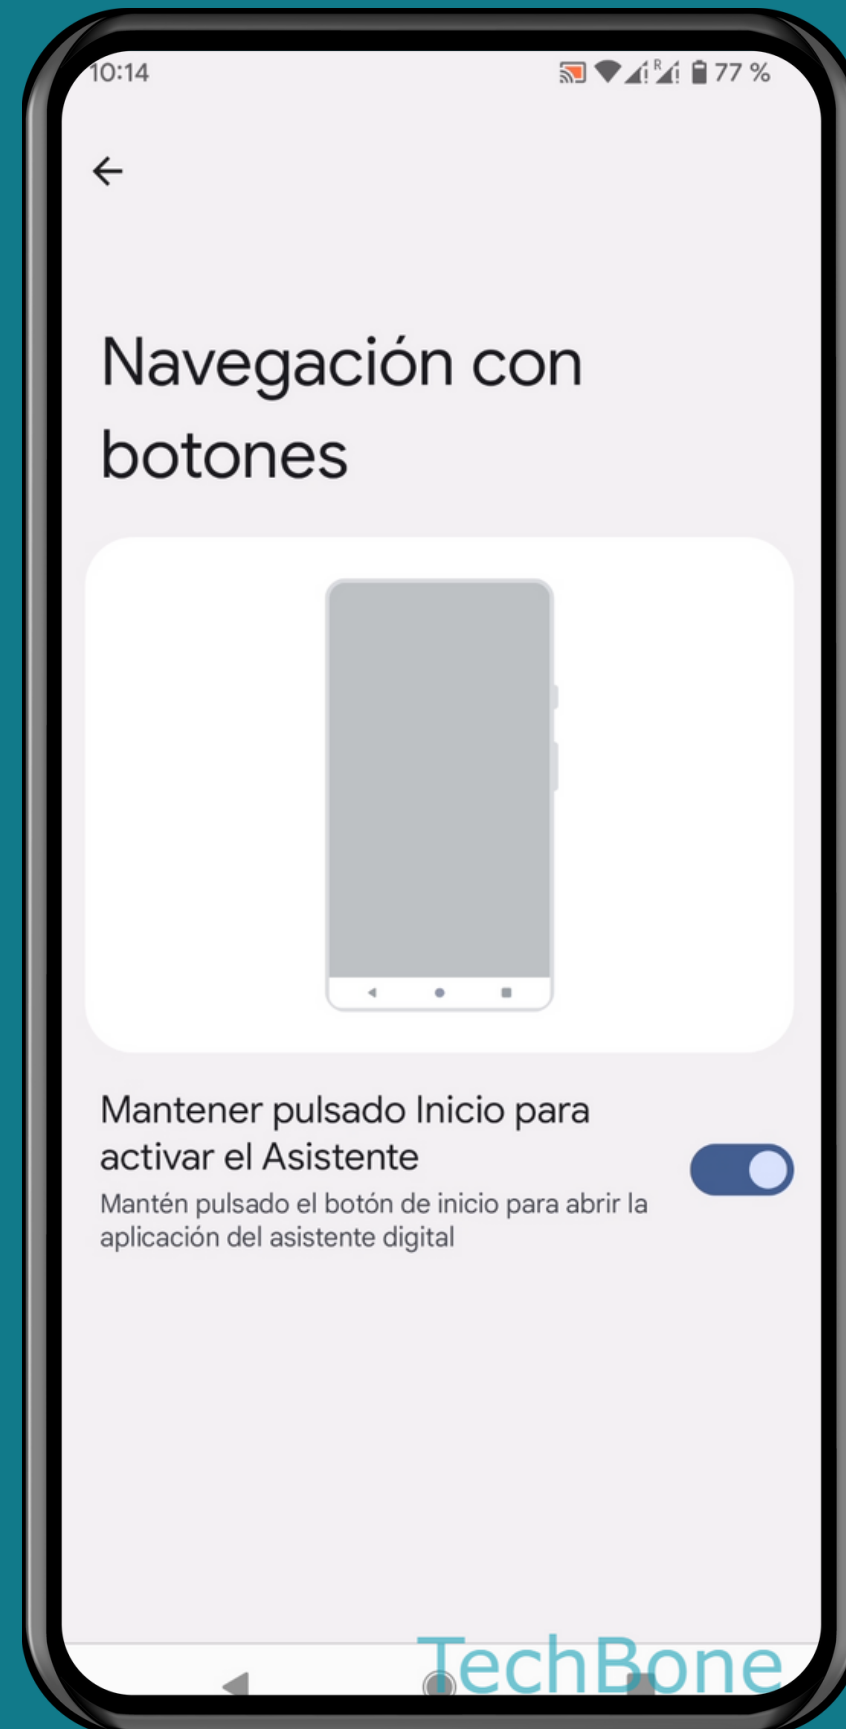 10:14
R
77 %
Navegación con
botones
Mantener pulsado Inicio para
activar el Asistente
Mantén pulsado el botón de inicio para abrir la
aplicación del asistente digital
TechBone